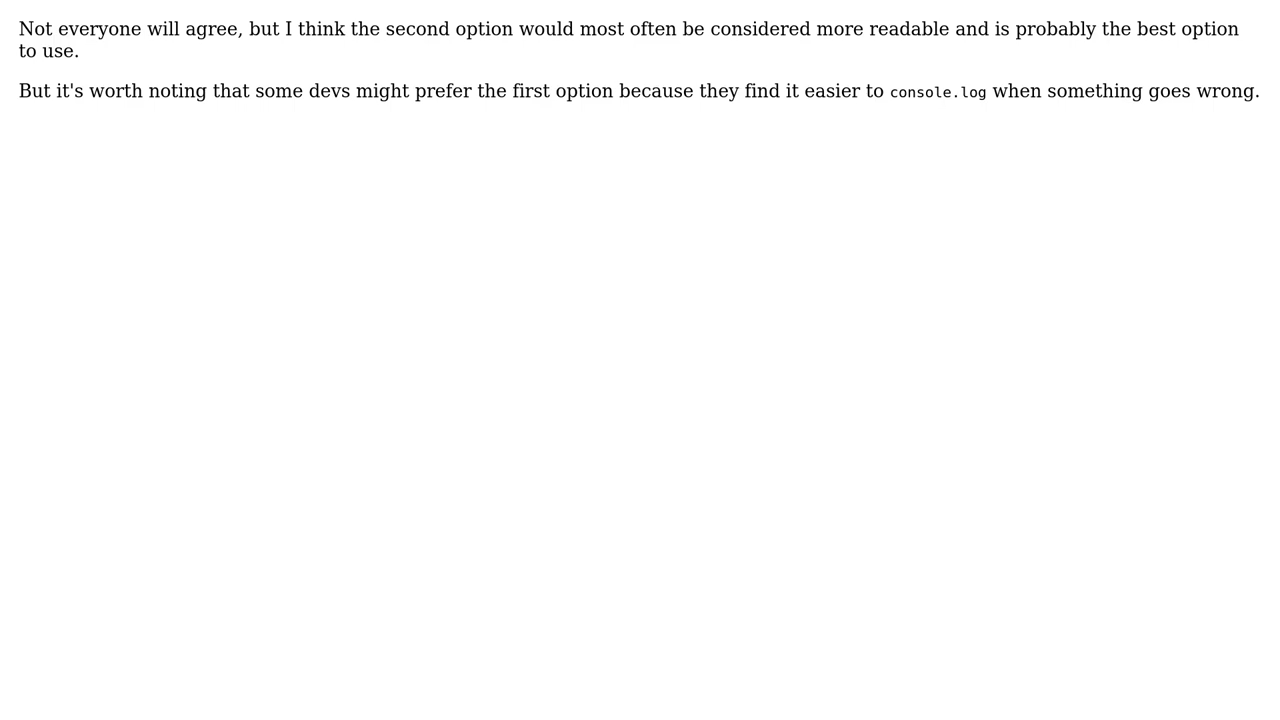 Not everyone will agree, but I think the second option would most often be considered more readable and is probably the best option
to use.
But it's worth noting that some devs might prefer the first option because they find it easier to console.log when something goes wrong.